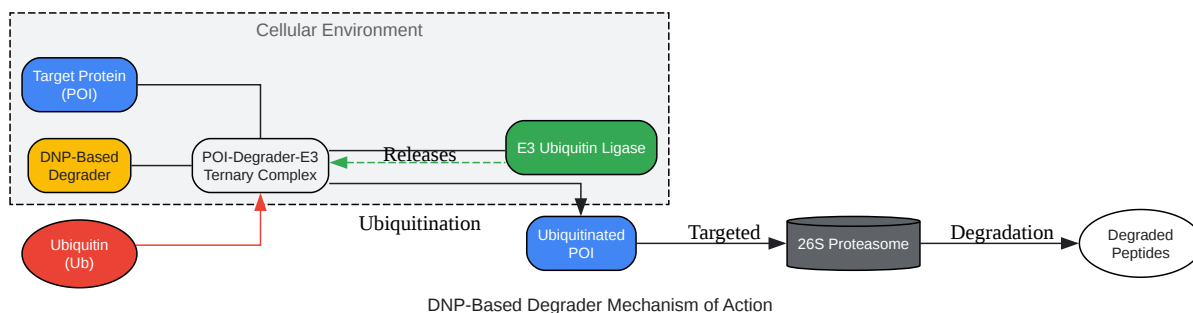 Cellular Environment
Target Protein
(POI)
DNP-Based
Degrader
POI-Degrader-E3
Ternary Complex
Releases
E3 Ubiquitin Ligase
Ubiquitin
(Ub)
Ubiquitination
Ubiquitinated
POI
Targeted
26S Proteasome
Degradation
Degraded
Peptides
DNP-Based Degrader Mechanism of Action